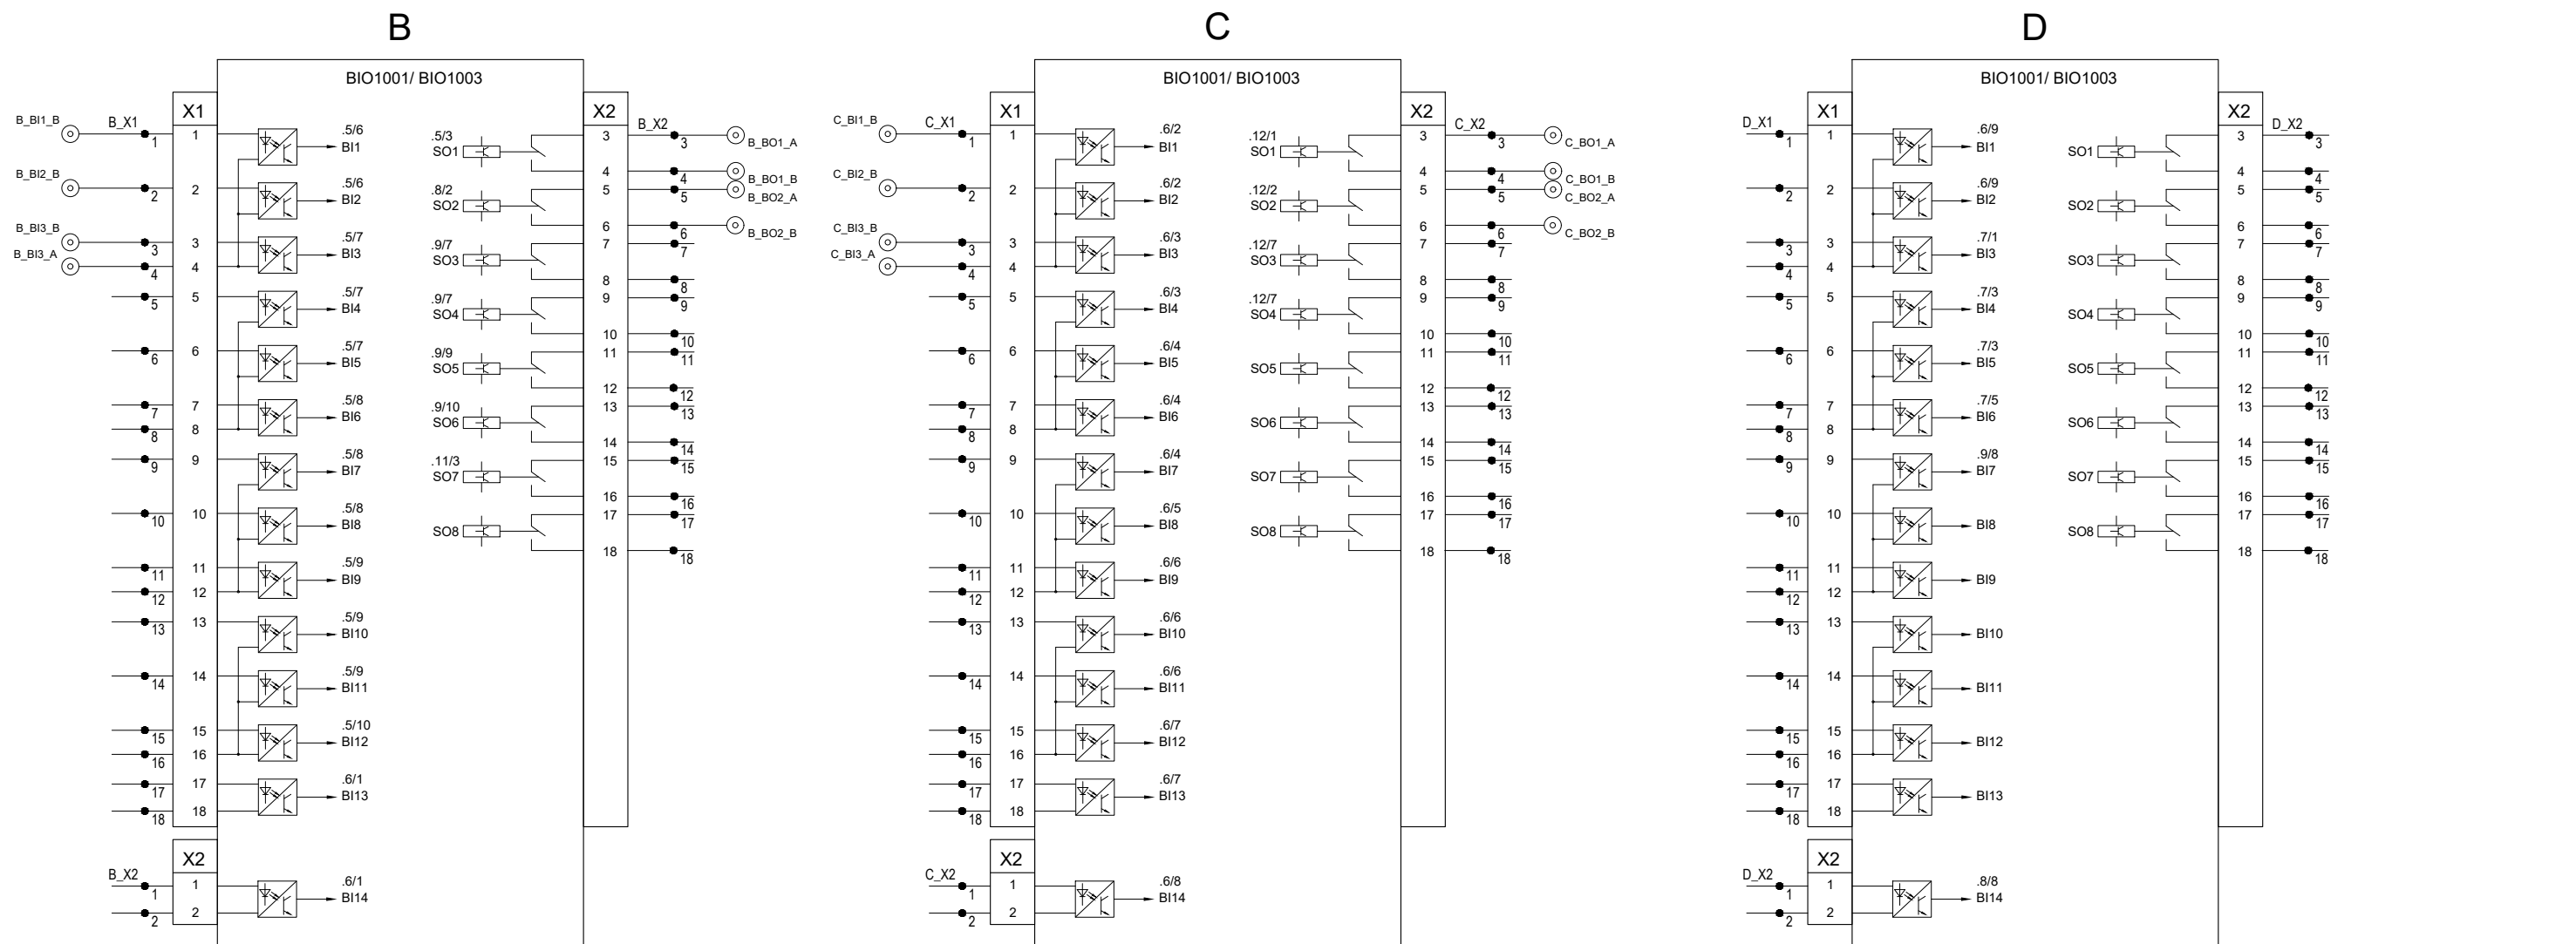 B
BIO1001/ BIO1003
X1
B_X1
B_BI1_B
1
1
B_BI2_B
2
2
B_BI3_B
3
3
B_BI3_A
4
4
5
5
6
6
7
7
8
8
9
9
10
10
11
11
12
12
13
13
14
14
15
15
16
16
17
17
18
18
.5/6
BI1
.5/6
BI2
.5/7
BI3
.5/7
BI4
.5/7
BI5
.5/8
BI6
.5/8
BI7
.5/8
BI8
.5/9
BI9
.5/9
BI10
.5/9
BI11
.5/10
BI12
.6/1
BI13
X2
B_X2
1
1
2
2
.6/1
BI14
.5/3
SO1
.8/2
SO2
.9/7
SO3
.9/7
SO4
.9/9
SO5
.9/10
SO6
.11/3
SO7
SO8
X2
B_X2
3
3
B_BO1_A
4
4
B_BO1_B
5
5
B_BO2_A
6
6
B_BO2_B
7
7
8
8
9
9
10
10
11
11
12
12
13
13
14
14
15
15
16
16
17
17
18
18
C
BIO1001/ BIO1003
X1
C_X1
C_BI1_B
1
1
C_BI2_B
2
2
C_BI3_B
3
3
C_BI3_A
4
4
5
5
6
6
7
7
8
8
9
9
10
10
11
11
12
12
13
13
14
14
15
15
16
16
17
17
18
18
.6/2
BI1
.6/2
BI2
.6/3
BI3
.6/3
BI4
.6/4
BI5
.6/4
BI6
.6/4
BI7
.6/5
BI8
.6/6
BI9
.6/6
BI10
.6/6
BI11
.6/7
BI12
.6/7
BI13
X2
C_X2
1
1
2
2
.6/8
BI14
.12/1
SO1
.12/2
SO2
.12/7
SO3
.12/7
SO4
SO5
SO6
SO7
SO8
X2
C_X2
3
3
C_BO1_A
4
4
C_BO1_B
5
5
C_BO2_A
6
6
C_BO2_B
7
7
8
8
9
9
10
10
11
11
12
12
13
13
14
14
15
15
16
16
17
17
18
18
D
BIO1001/ BIO1003
X1
D_X1
1
1
2
2
3
3
4
4
5
5
6
6
7
7
8
8
9
9
10
10
11
11
12
12
13
13
14
14
15
15
16
16
17
17
18
18
.6/9
BI1
.6/9
BI2
.7/1
BI3
.7/3
BI4
.7/3
BI5
.7/5
BI6
.9/8
BI7
BI8
BI9
BI10
BI11
BI12
BI13
X2
D_X2
1
1
2
2
.8/8
BI14
SO1
SO2
SO3
SO4
SO5
SO6
SO7
SO8
X2
D_X2
3
3
4
4
5
5
6
6
7
7
8
8
9
9
10
10
11
11
12
12
13
13
14
14
15
15
16
16
17
17
18
18